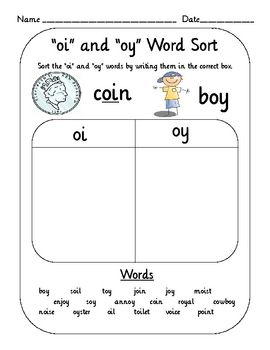 Name ____________________ Date__________
“oi” and “oy” Word Sort
Sort the “oi” and “oy” words by writing them in the correct box.
coin boy
oi oy
Words
boy soil toy join joy moist
enjoy soy annoy coin royal cowboy
noise oyster oil toilet voice point